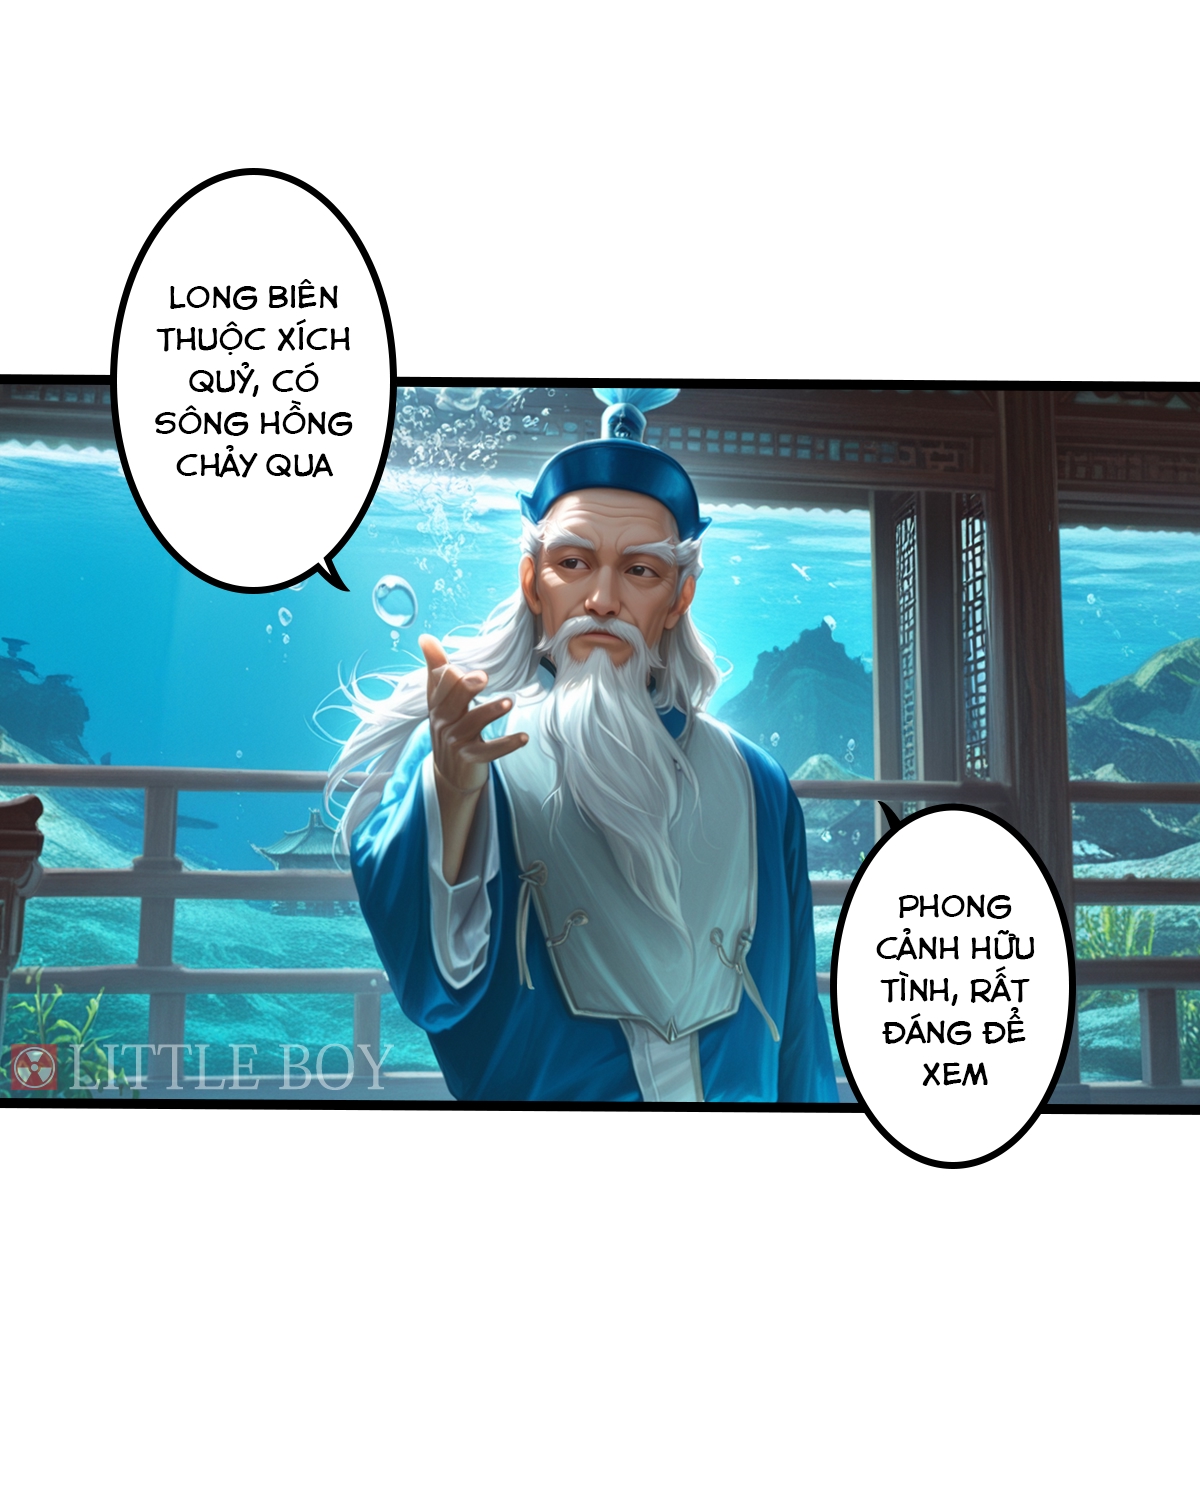 LONG BIÊN
THUỘC XÍCH
QUỶ, CÓ
SÔNG HỒNG
CHẢY QUA
PHONG
CẢNH HỮU
TÌNH, RẤT
ĐÁNG ĐỂ
XEM
LITTLE BOY